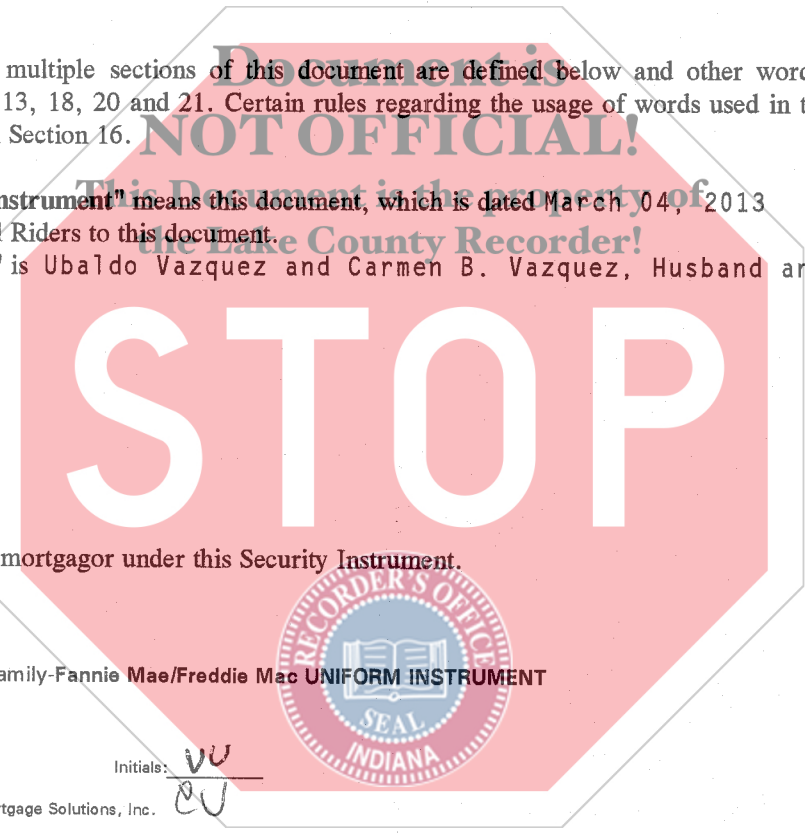 Document is
multiple sections of this document are defined below and other word
13, 18, 20 and 21. Certain rules regarding the usage of words used in t
Section 16.
NOT OFFICIAL!
This Document is the property of
nstrument" means this document, which is dated March 04, 2013
Riders to this document.
the Lake County Recorder!
is Ubaldo Vazquez and Carmen B. Vazquez, Husband an
STOP
mortgagor under this Security Instrument.
RECORDER'S OFFICE
SEAL
INDIANA
amily-Fannie Mae/Freddie Mac UNIFORM INSTRUMENT
Initials: VU
CV
rtgage Solutions, Inc.